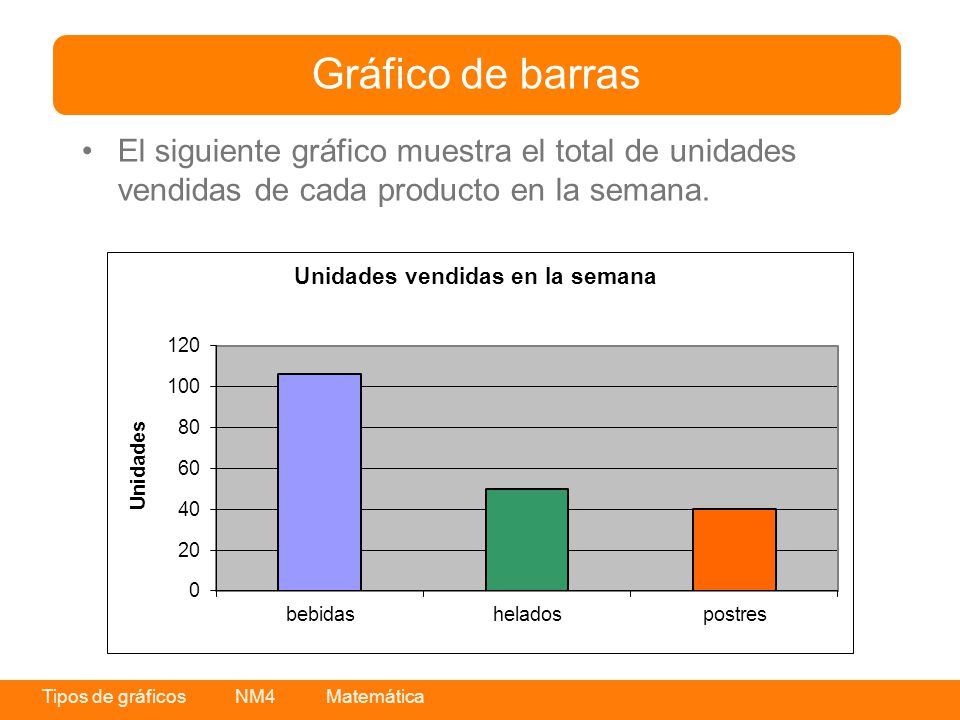 Gráfico de barras
• El siguiente gráfico muestra el total de unidades
vendidas de cada producto en la semana.
Unidades vendidas en la semana
120
100
80
60
40
20
0
Unidades
bebidas helados postres
Tipos de gráficos NM4 Matemática